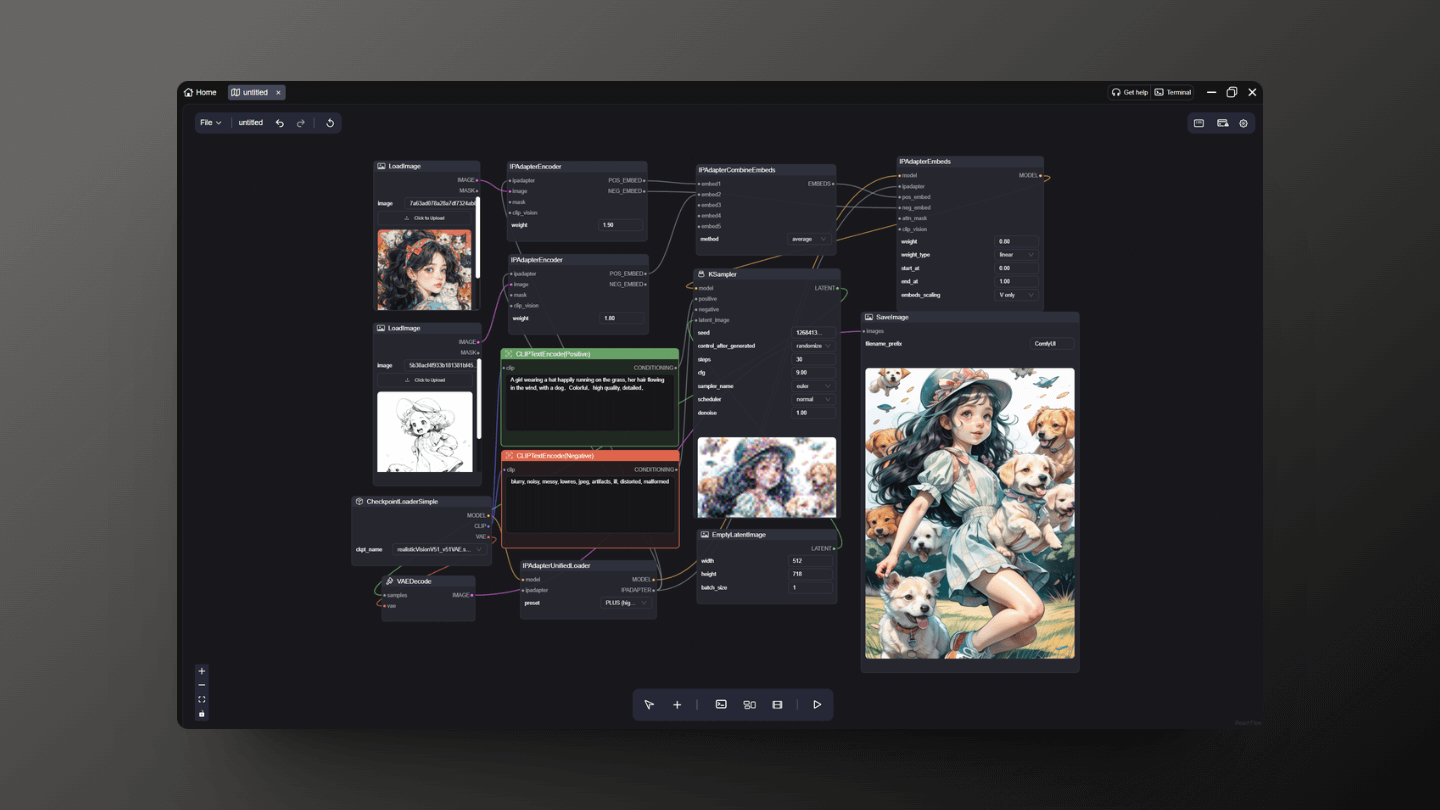 Home
untitled
Get help
Terminal
File
untitled
LoadImage
IMAGE
MASK
image
Click to Upload
IPAdapterEncoder
ipadapter
POS_EMBED
image
NEG_EMBED
mask
clip_vision
weight
1.50
IPAdapterEncoder
ipadapter
POS_EMBED
image
NEG_EMBED
mask
clip_vision
weight
1.00
IPAdapterCombineEmbeds
embed1
EMBEDS
embed2
embed3
embed4
embed5
method
average
IPAdapterEmbeds
model
MODEL
ipadapter
pos_embed
neg_embed
attn_mask
clip_vision
weight
0.80
weight_type
linear
start_at
0.00
end_at
1.00
embeds_scaling
V only
LoadImage
IMAGE
MASK
image
Click to Upload
CLIPTextEncode(Positive)
clip
CONDITIONING
A girl wearing a hat happily running on the grass, her hair flowing
in the wind, with a dog. Colorful. high quality, detailed.
CLIPTextEncode(Negative)
clip
CONDITIONING
blurry, noisy, messy, lowres, jpeg, artifacts, ill, distorted, malformed
KSampler
model
LATENT
positive
negative
latent_image
seed
1268413...
control_after_generated
randomize
steps
30
cfg
9.00
sampler_name
euler
scheduler
normal
denoise
1.00
SaveImage
images
filename_prefix
ComfyUI
CheckpointLoaderSimple
MODEL
CLIP
VAE
ckpt_name
realisticVisionV51_v51VAE_s...
VAEDecode
samples
IMAGE
vae
IPAdapterUnifiedLoader
model
MODEL
ipadapter
IPADAPTER
preset
PLUS (hig...
EmptyLatentImage
LATENT
width
512
height
718
batch_size
1
React Flow